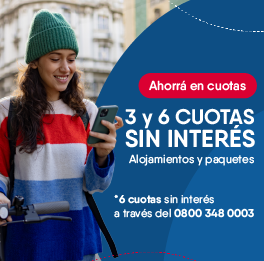 Ahorrá en cuotas
3 y 6 CUOTAS
SIN INTERÉS
Alojamientos y paquetes
*6 cuotas sin interés
a través del 0800 348 0003